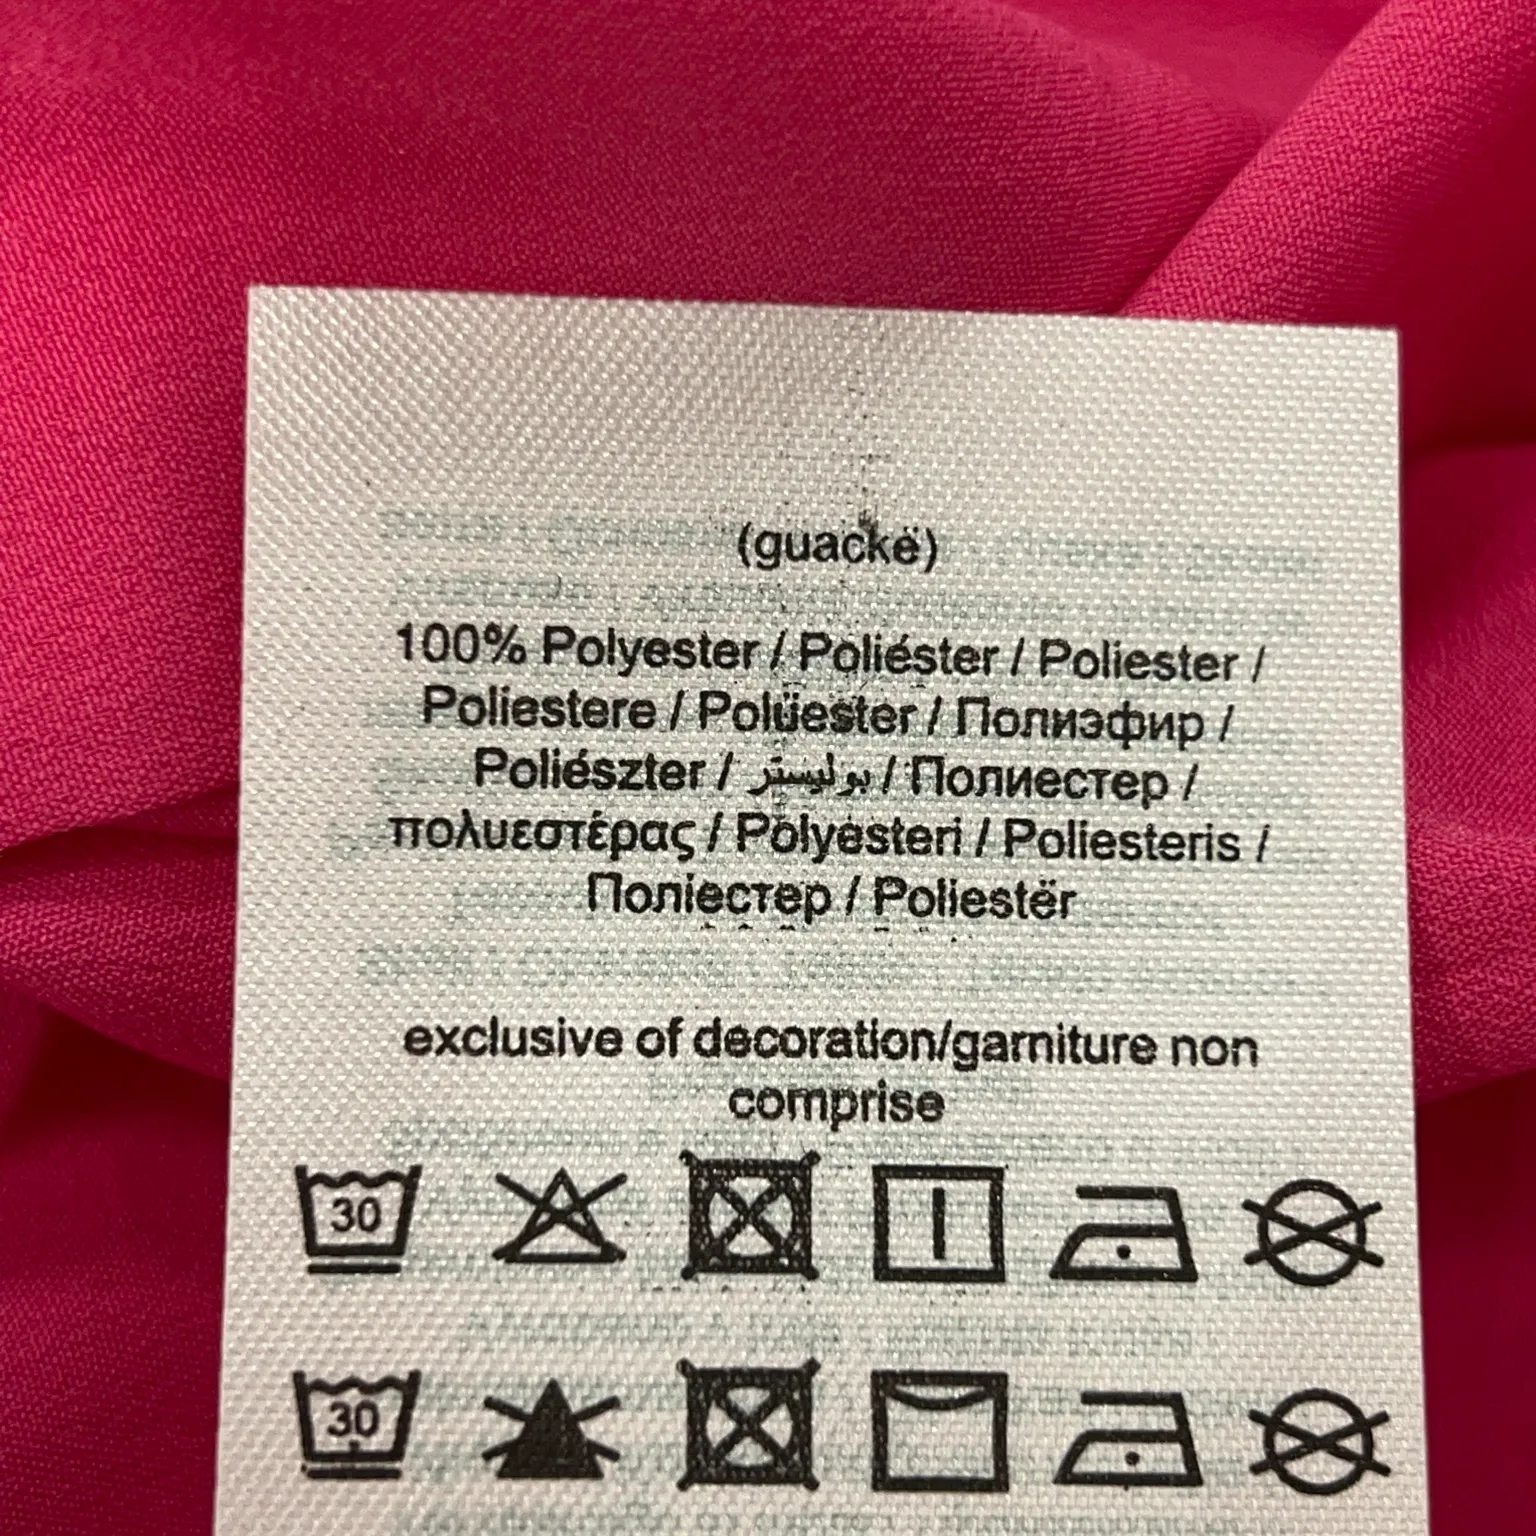 (guackë)
100% Polyester / Poliéster / Poliester /
Poliestere / Polüester / Полиэфир /
Poliészter / بوليستر / Полиестер /
πολυεστέρας / Polyesteri / Poliesteris /
Поліестер / Poliestër
exclusive of decoration/garniture non
comprise
30
30